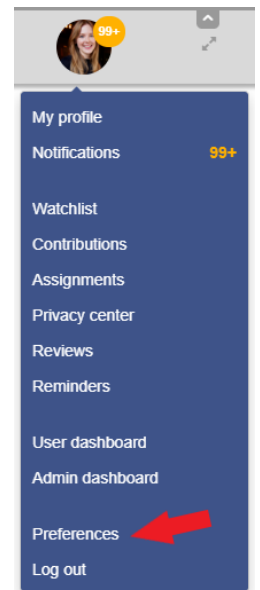 99+
My profile
Notifications 99+
Watchlist
Contributions
Assignments
Privacy center
Reviews
Reminders
User dashboard
Admin dashboard
Preferences
Log out